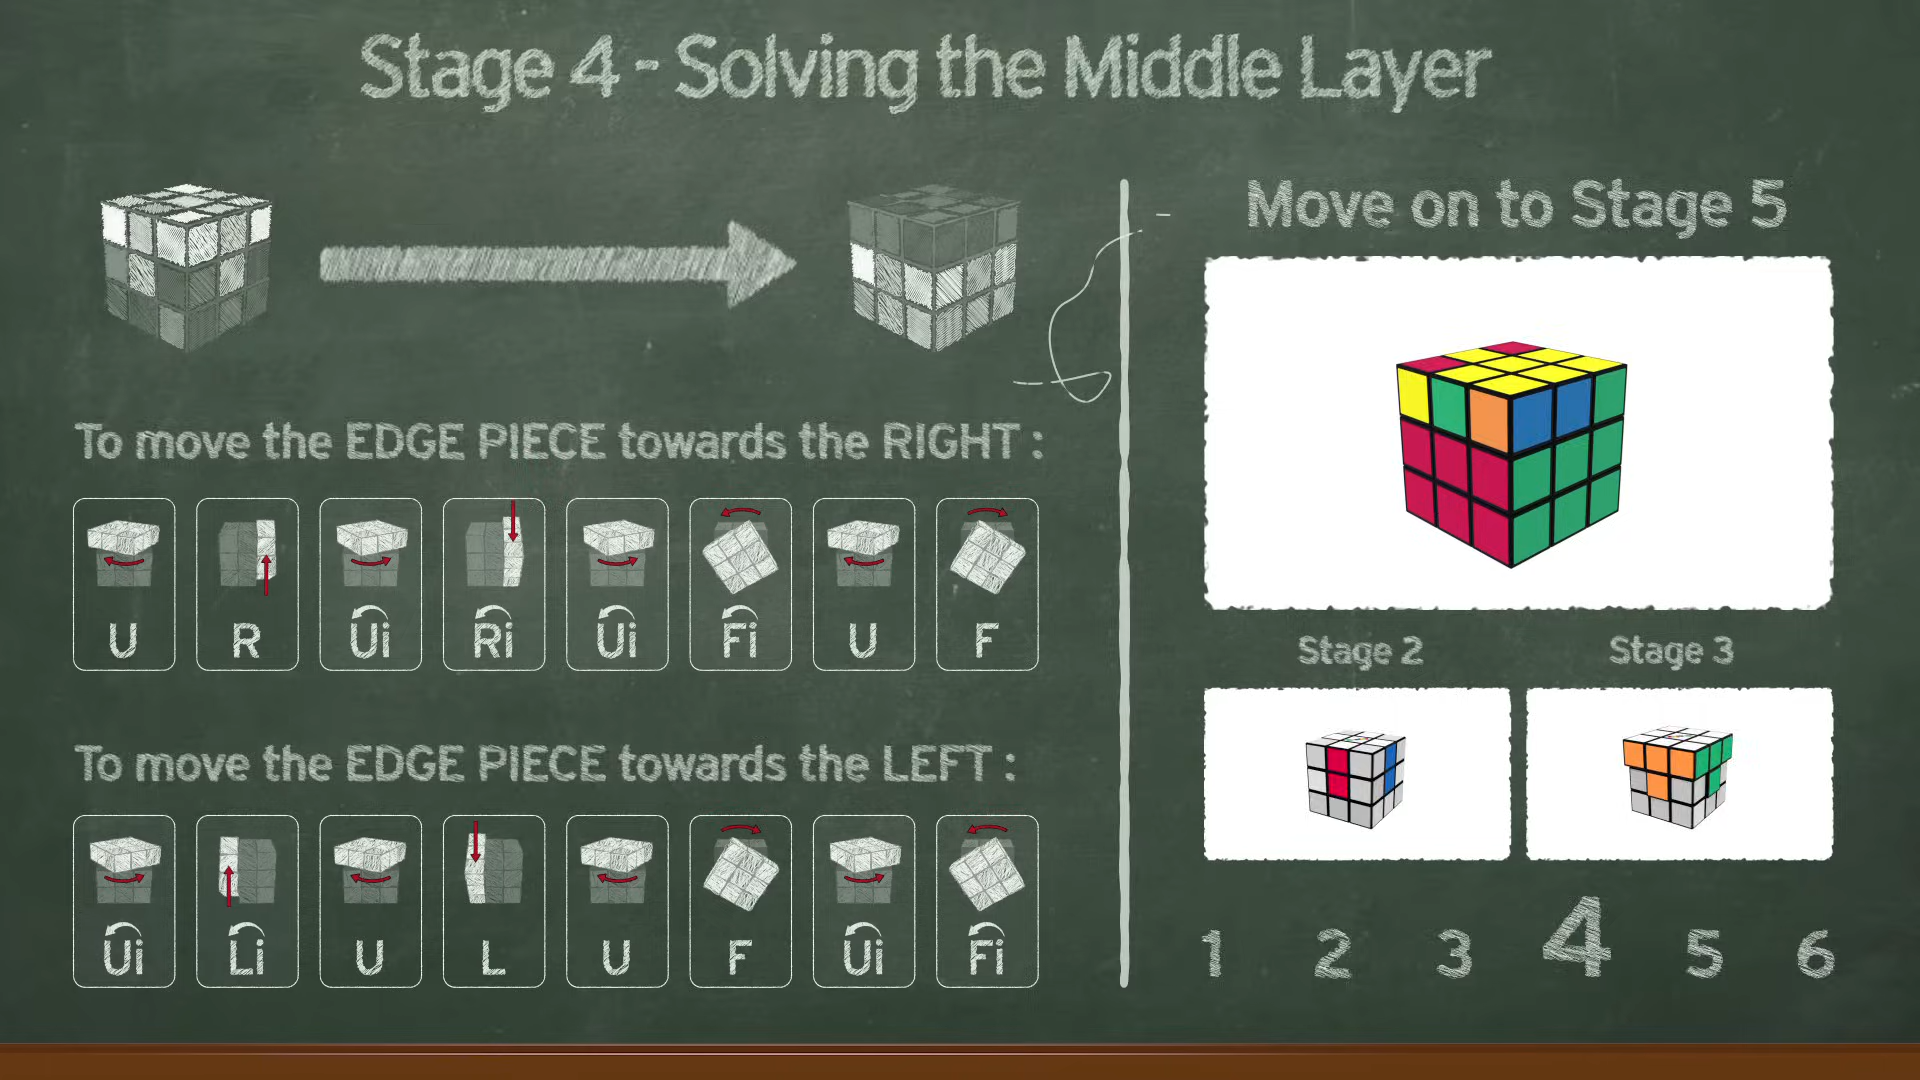 Stage 4 - Solving the Middle Layer
To move the EDGE PIECE towards the RIGHT :
U R Ui Ri Ui Fi U F
To move the EDGE PIECE towards the LEFT :
Ui Li U L U F Ui Fi
Move on to Stage 5
Stage 2 Stage 3
1 2 3 4 5 6